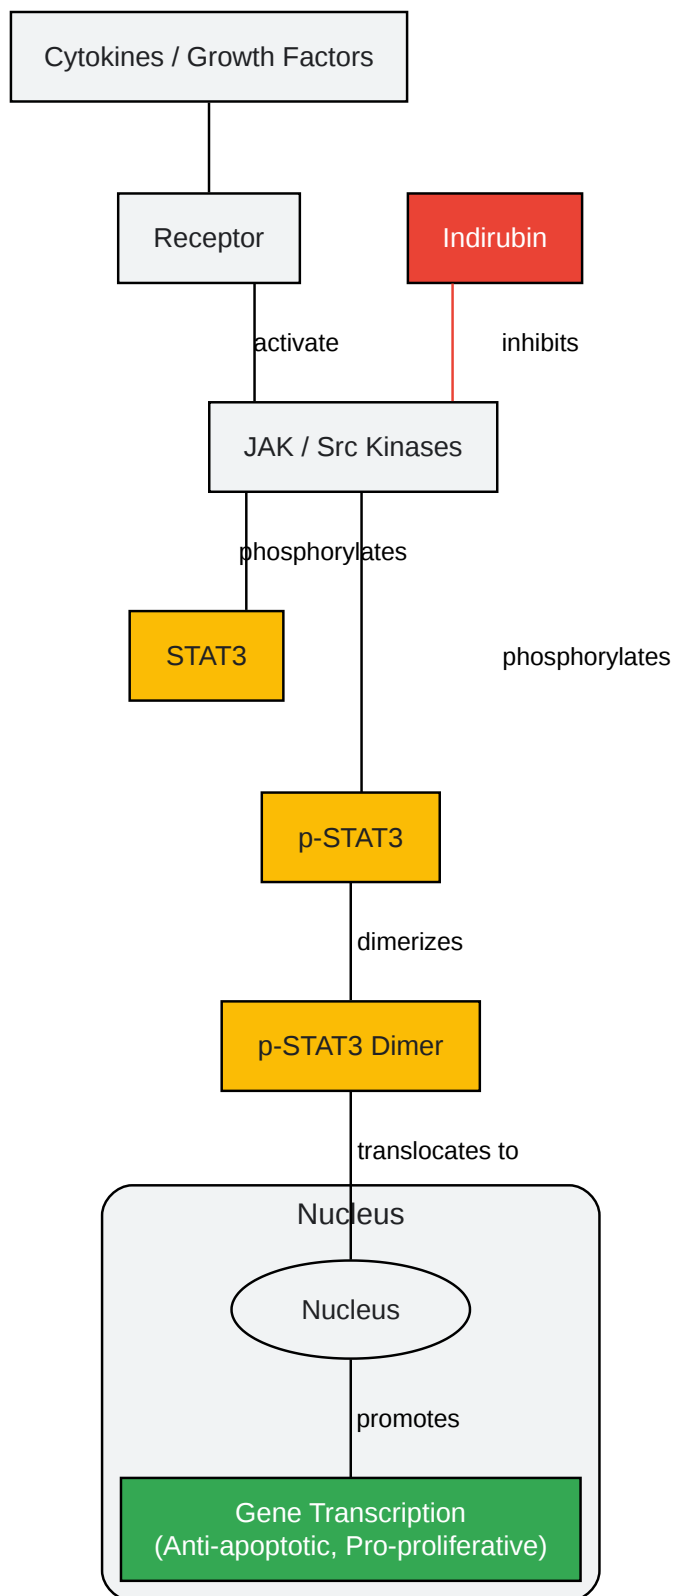 Cytokines / Growth Factors
Receptor
Indirubin
activate
inhibits
JAK / Src Kinases
phosphorylates
STAT3
phosphorylates
p-STAT3
dimerizes
p-STAT3 Dimer
translocates to
Nucleus
Nucleus
promotes
Gene Transcription
(Anti-apoptotic, Pro-proliferative)